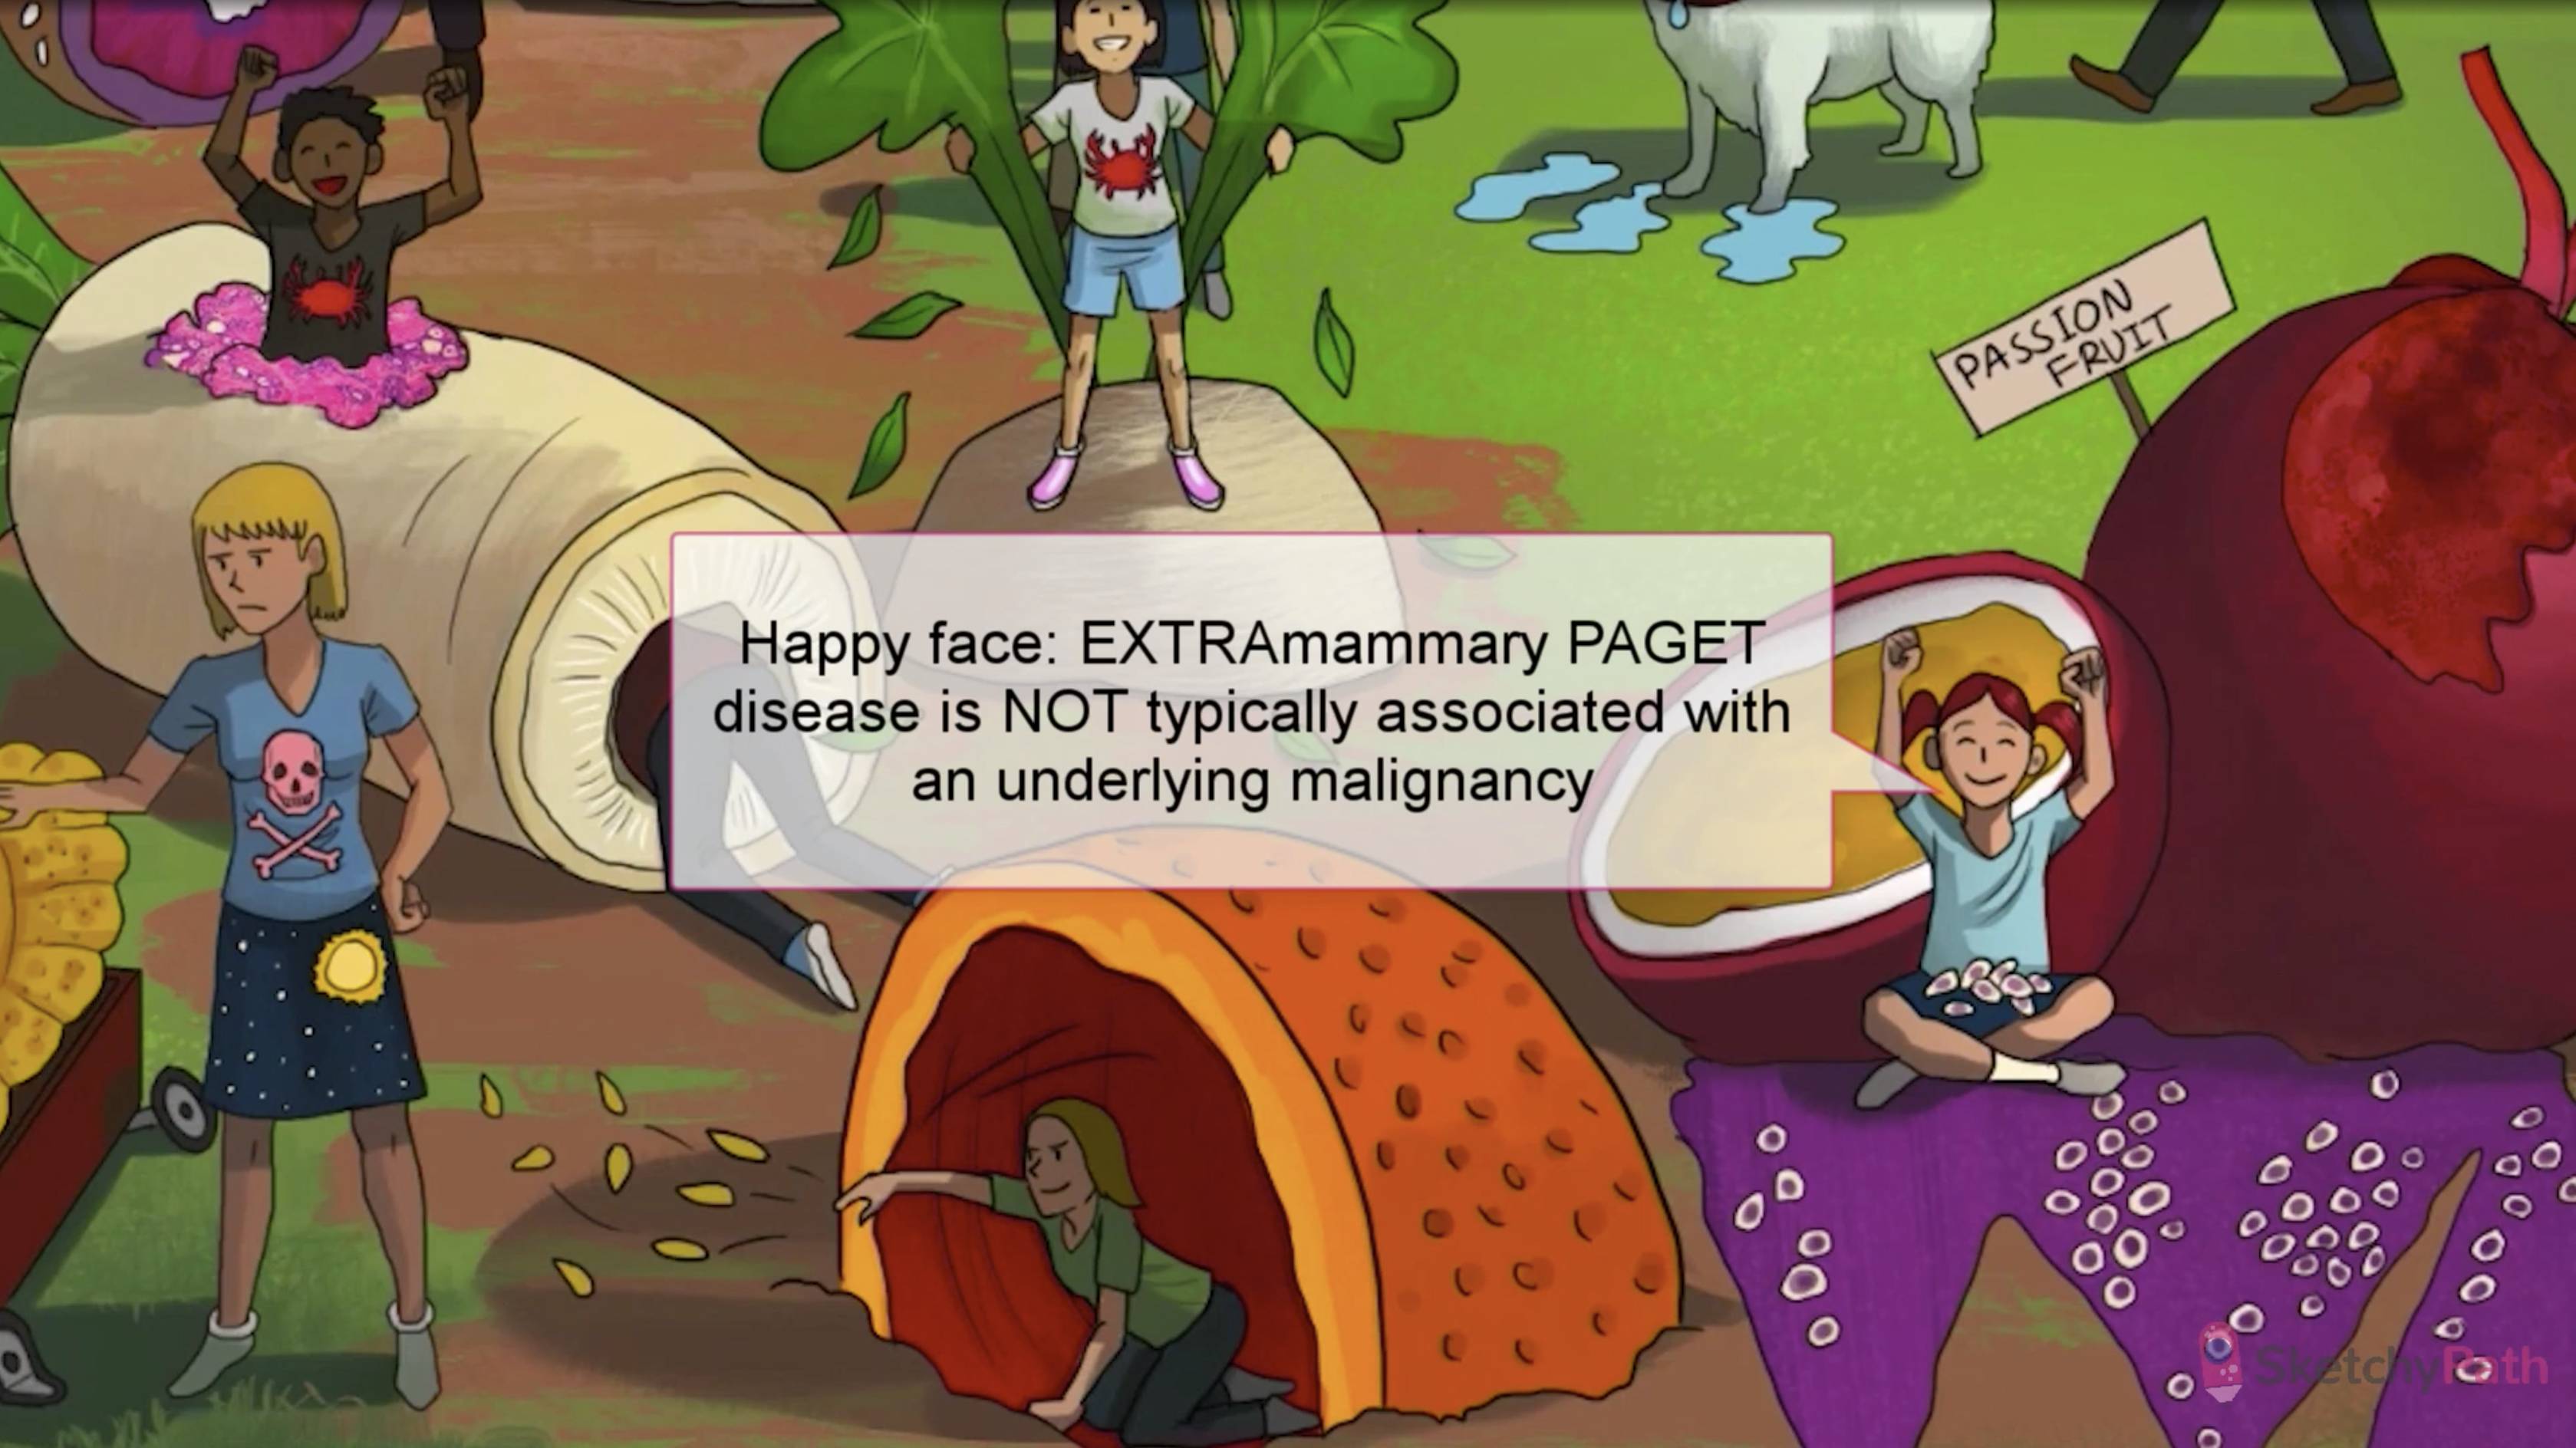 PASSION
FRUIT
Happy face: EXTRAmammary PAGET
disease is NOT typically associated with
an underlying malignancy
SketchyPath